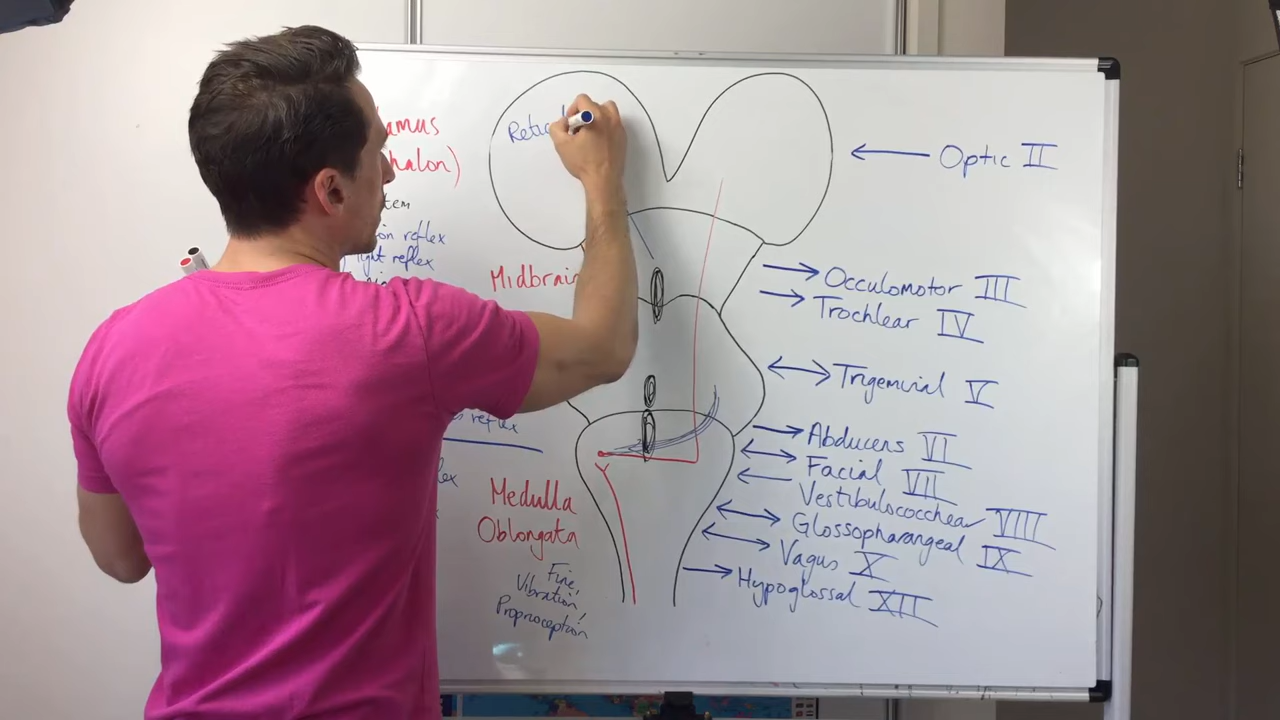 amus
halon)
tem
on reflex
light reflex
Midbrain
s reflex
ex
Medulla
Oblongata
Fine,
Vibration,
Proprioception
Retic
Optic II
Occulomotor III
Trochlear IV
Trigemival V
Abducens VI
Facial VII
Vestibulococchear VIII
Glossopharangeal IX
Vagus X
Hypoglossal XII